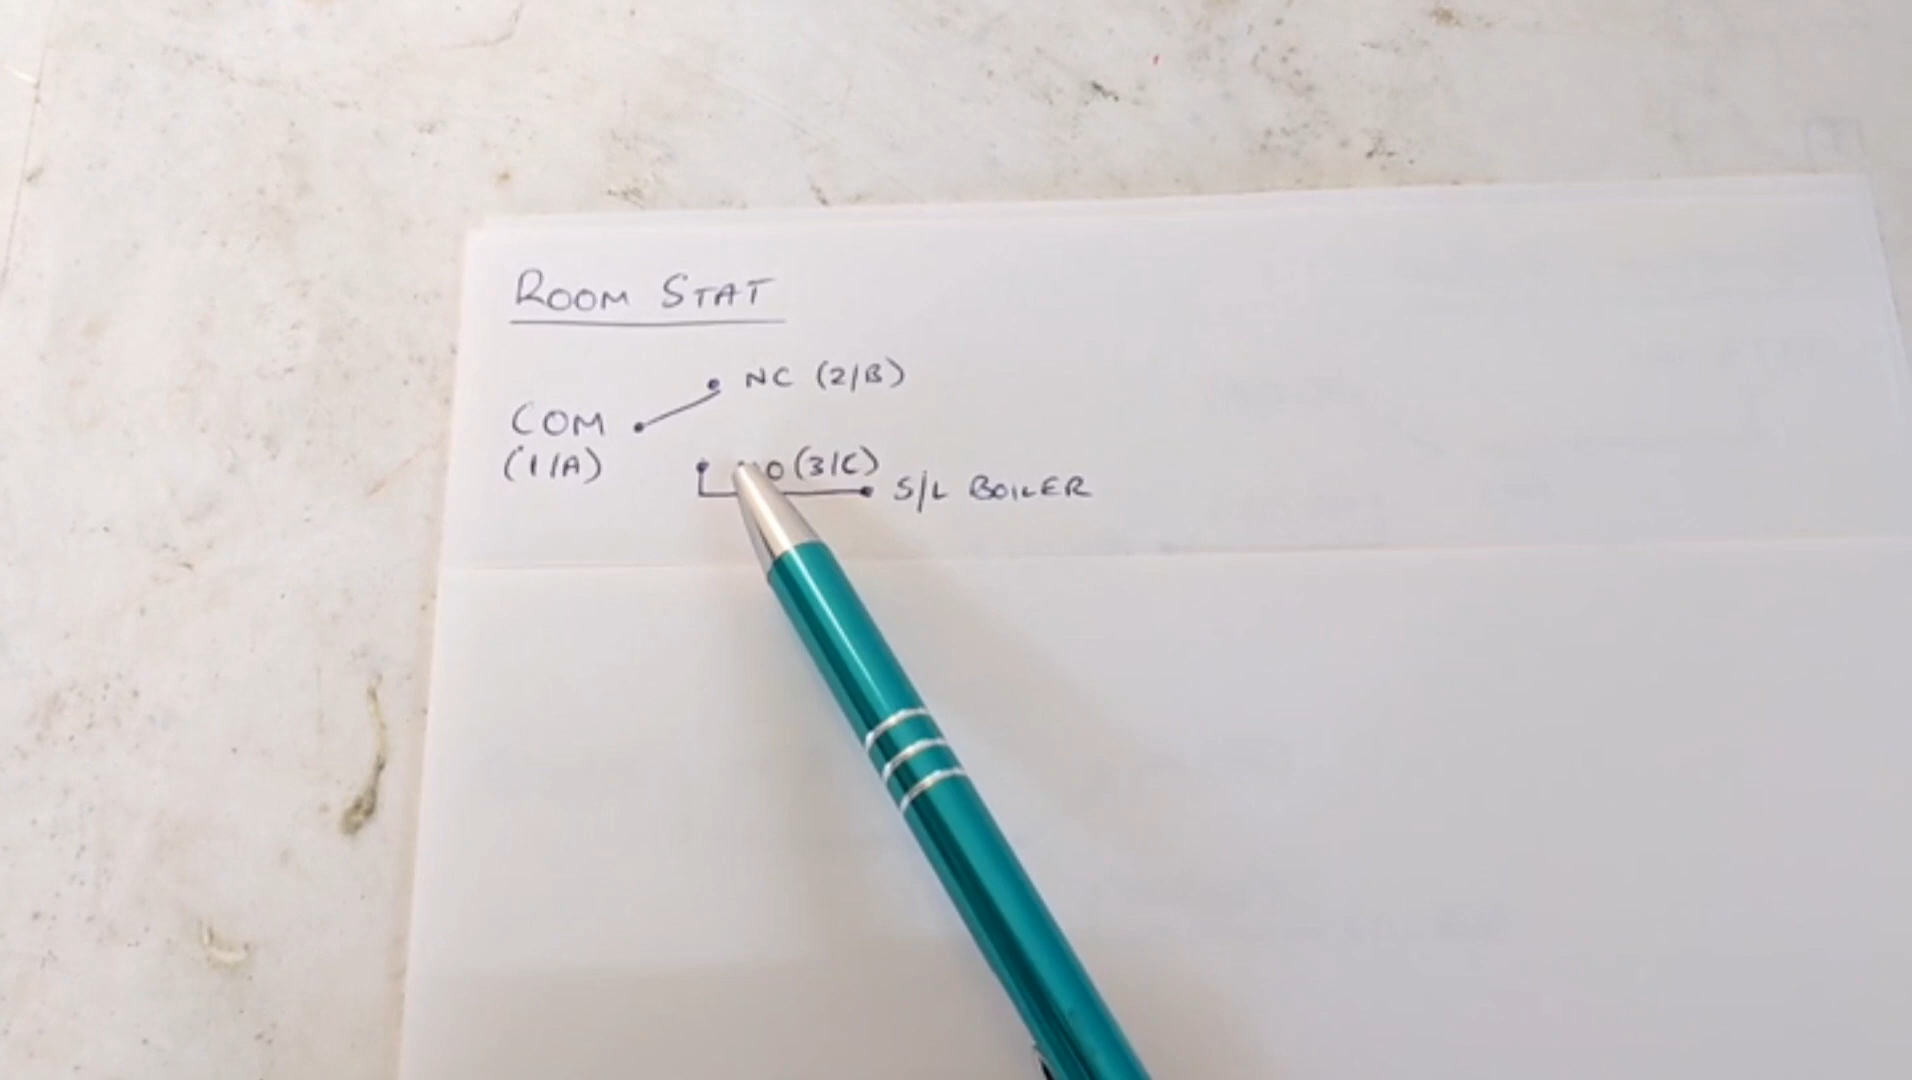 ROOM STAT
NC (2/B)
COM
(1/A)
(3/C)
S/L BOILER